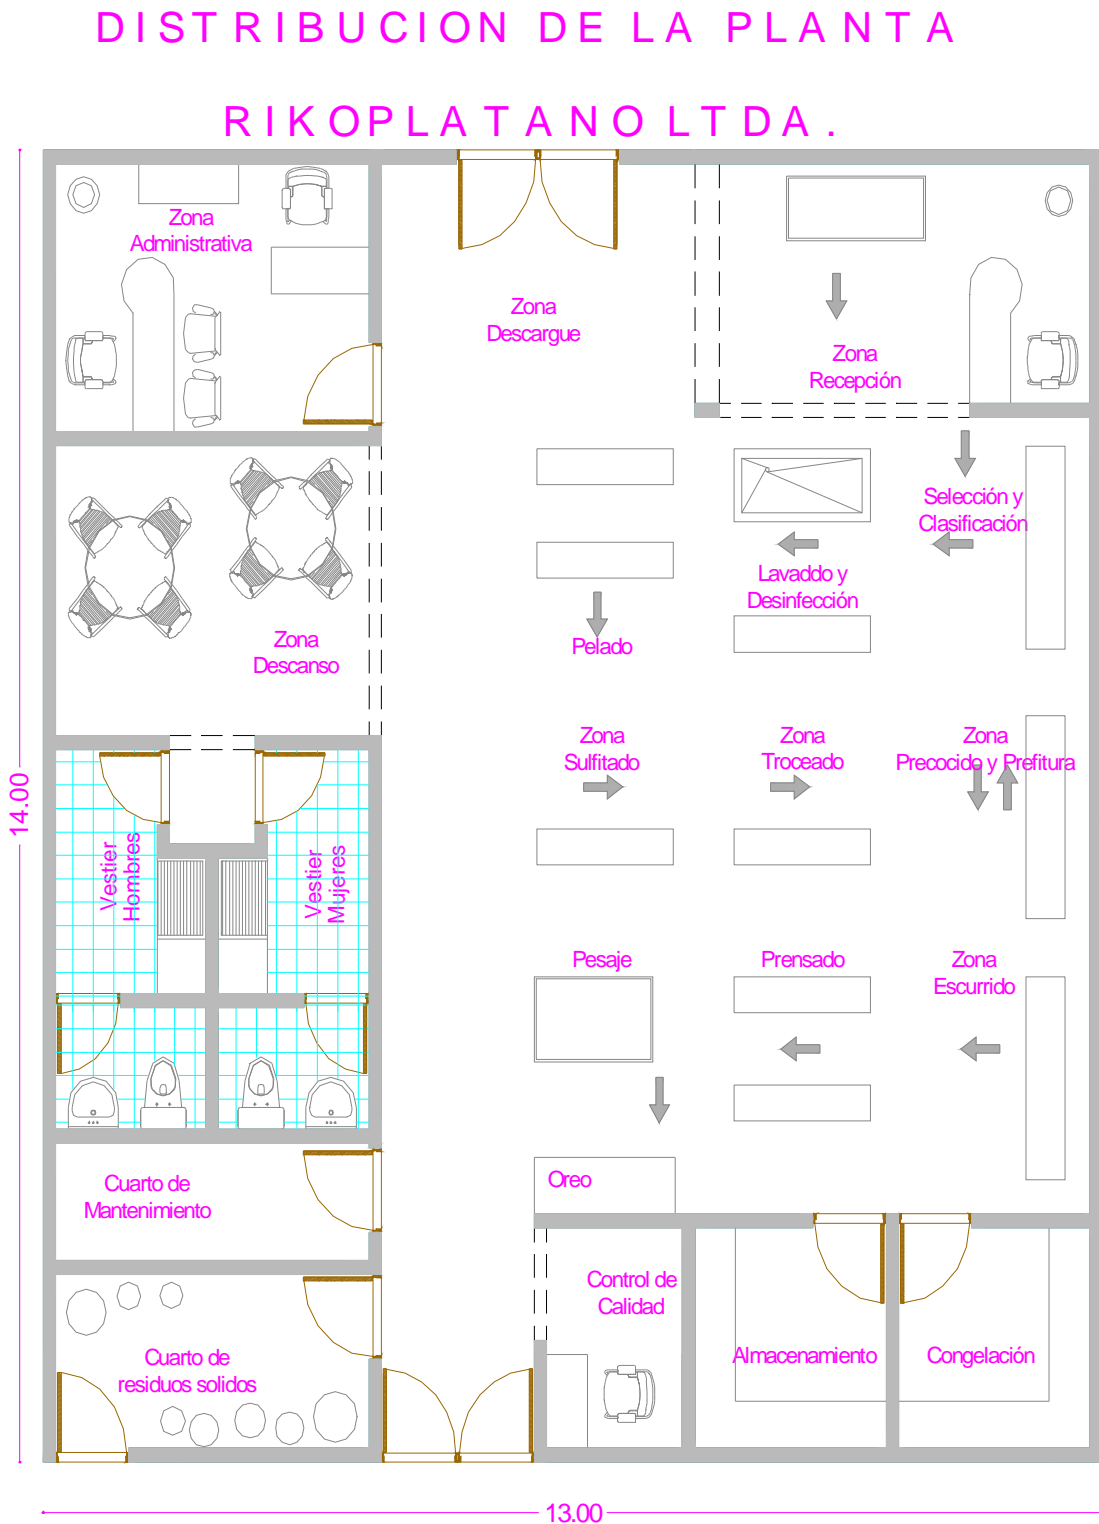 DISTRIBUCION DE LA PLANTA
RIKOPLATANO LTDA.
Zona
Administrativa
Zona
Descargue
Zona
Recepción
Selección y
Clasificación
Lavaddo y
Desinfección
Pelado
Zona
Descanso
Zona
Sulfitado
Zona
Troceado
Zona
Precocido y Prefitura
14.00
Vestier
Hombres
Vestier
Mujeres
Pesaje
Prensado
Zona
Escurrido
Cuarto de
Mantenimiento
Oreo
Control de
Calidad
Cuarto de
residuos solidos
Almacenamiento
Congelación
13.00